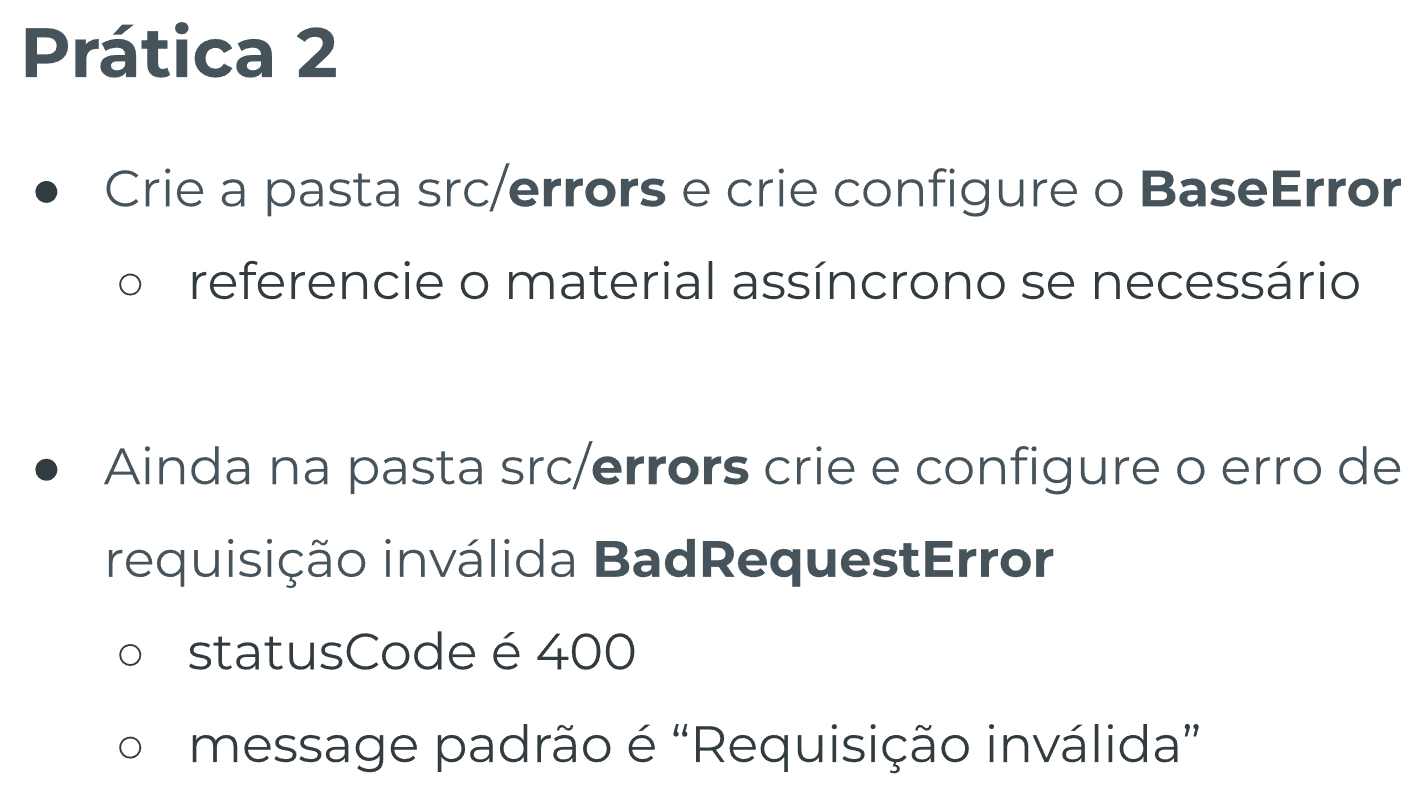 Prática 2
● Crie a pasta src/errors e crie configure o BaseError
○ referencie o material assíncrono se necessário
● Ainda na pasta src/errors crie e configure o erro de
requisição inválida BadRequestError
○ statusCode é 400
○ message padrão é “Requisição inválida”